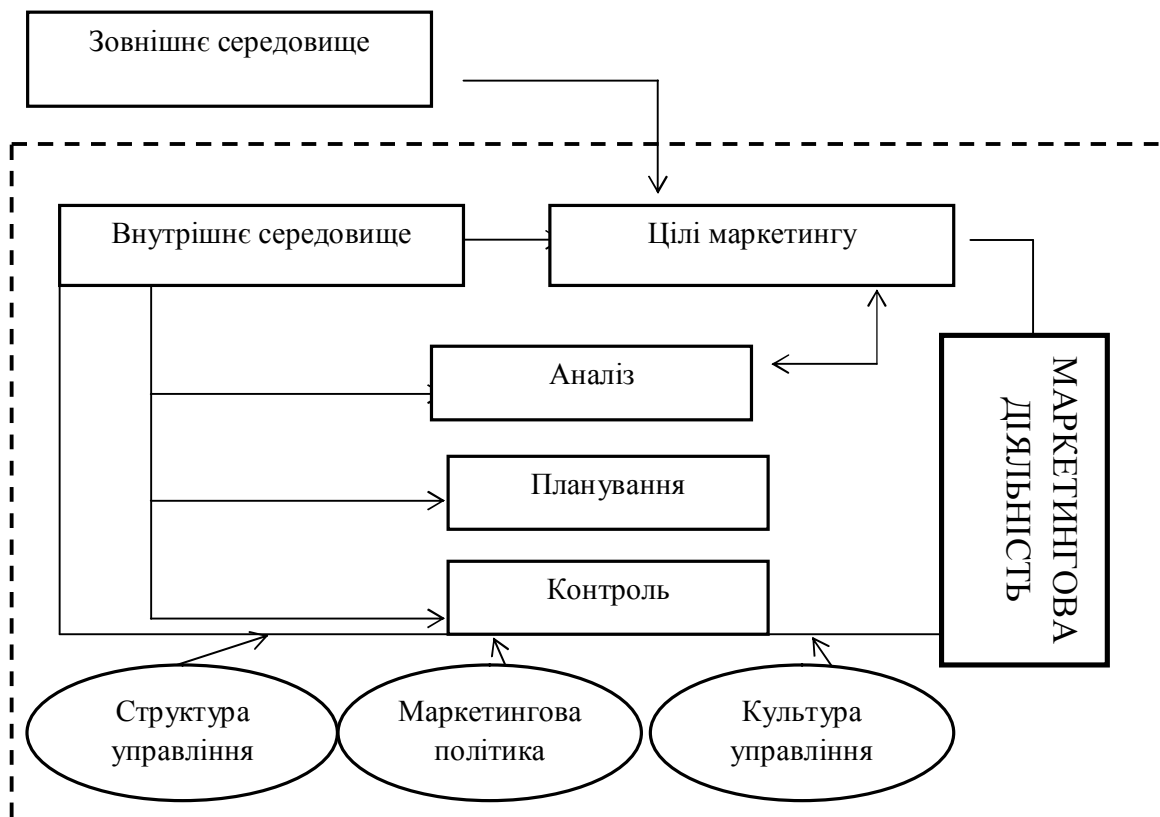 Зовнішнє середовище
Внутрішнє середовище
Цілі маркетингу
Аналіз
Планування
Контроль
МАРКЕТИНГОВА
ДІЯЛЬНІСТЬ
Структура
управління
Маркетингова
політика
Культура
управління